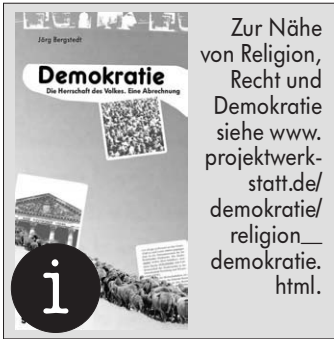 Jörg Bergstedt
Demokratie
Die Herrschaft des Volkes. Eine Abrechnung
i
Zur Nähe
von Religion,
Recht und
Demokratie
siehe www.
projektwerk-
statt.de/
demokratie/
religion_
demokratie.
html.